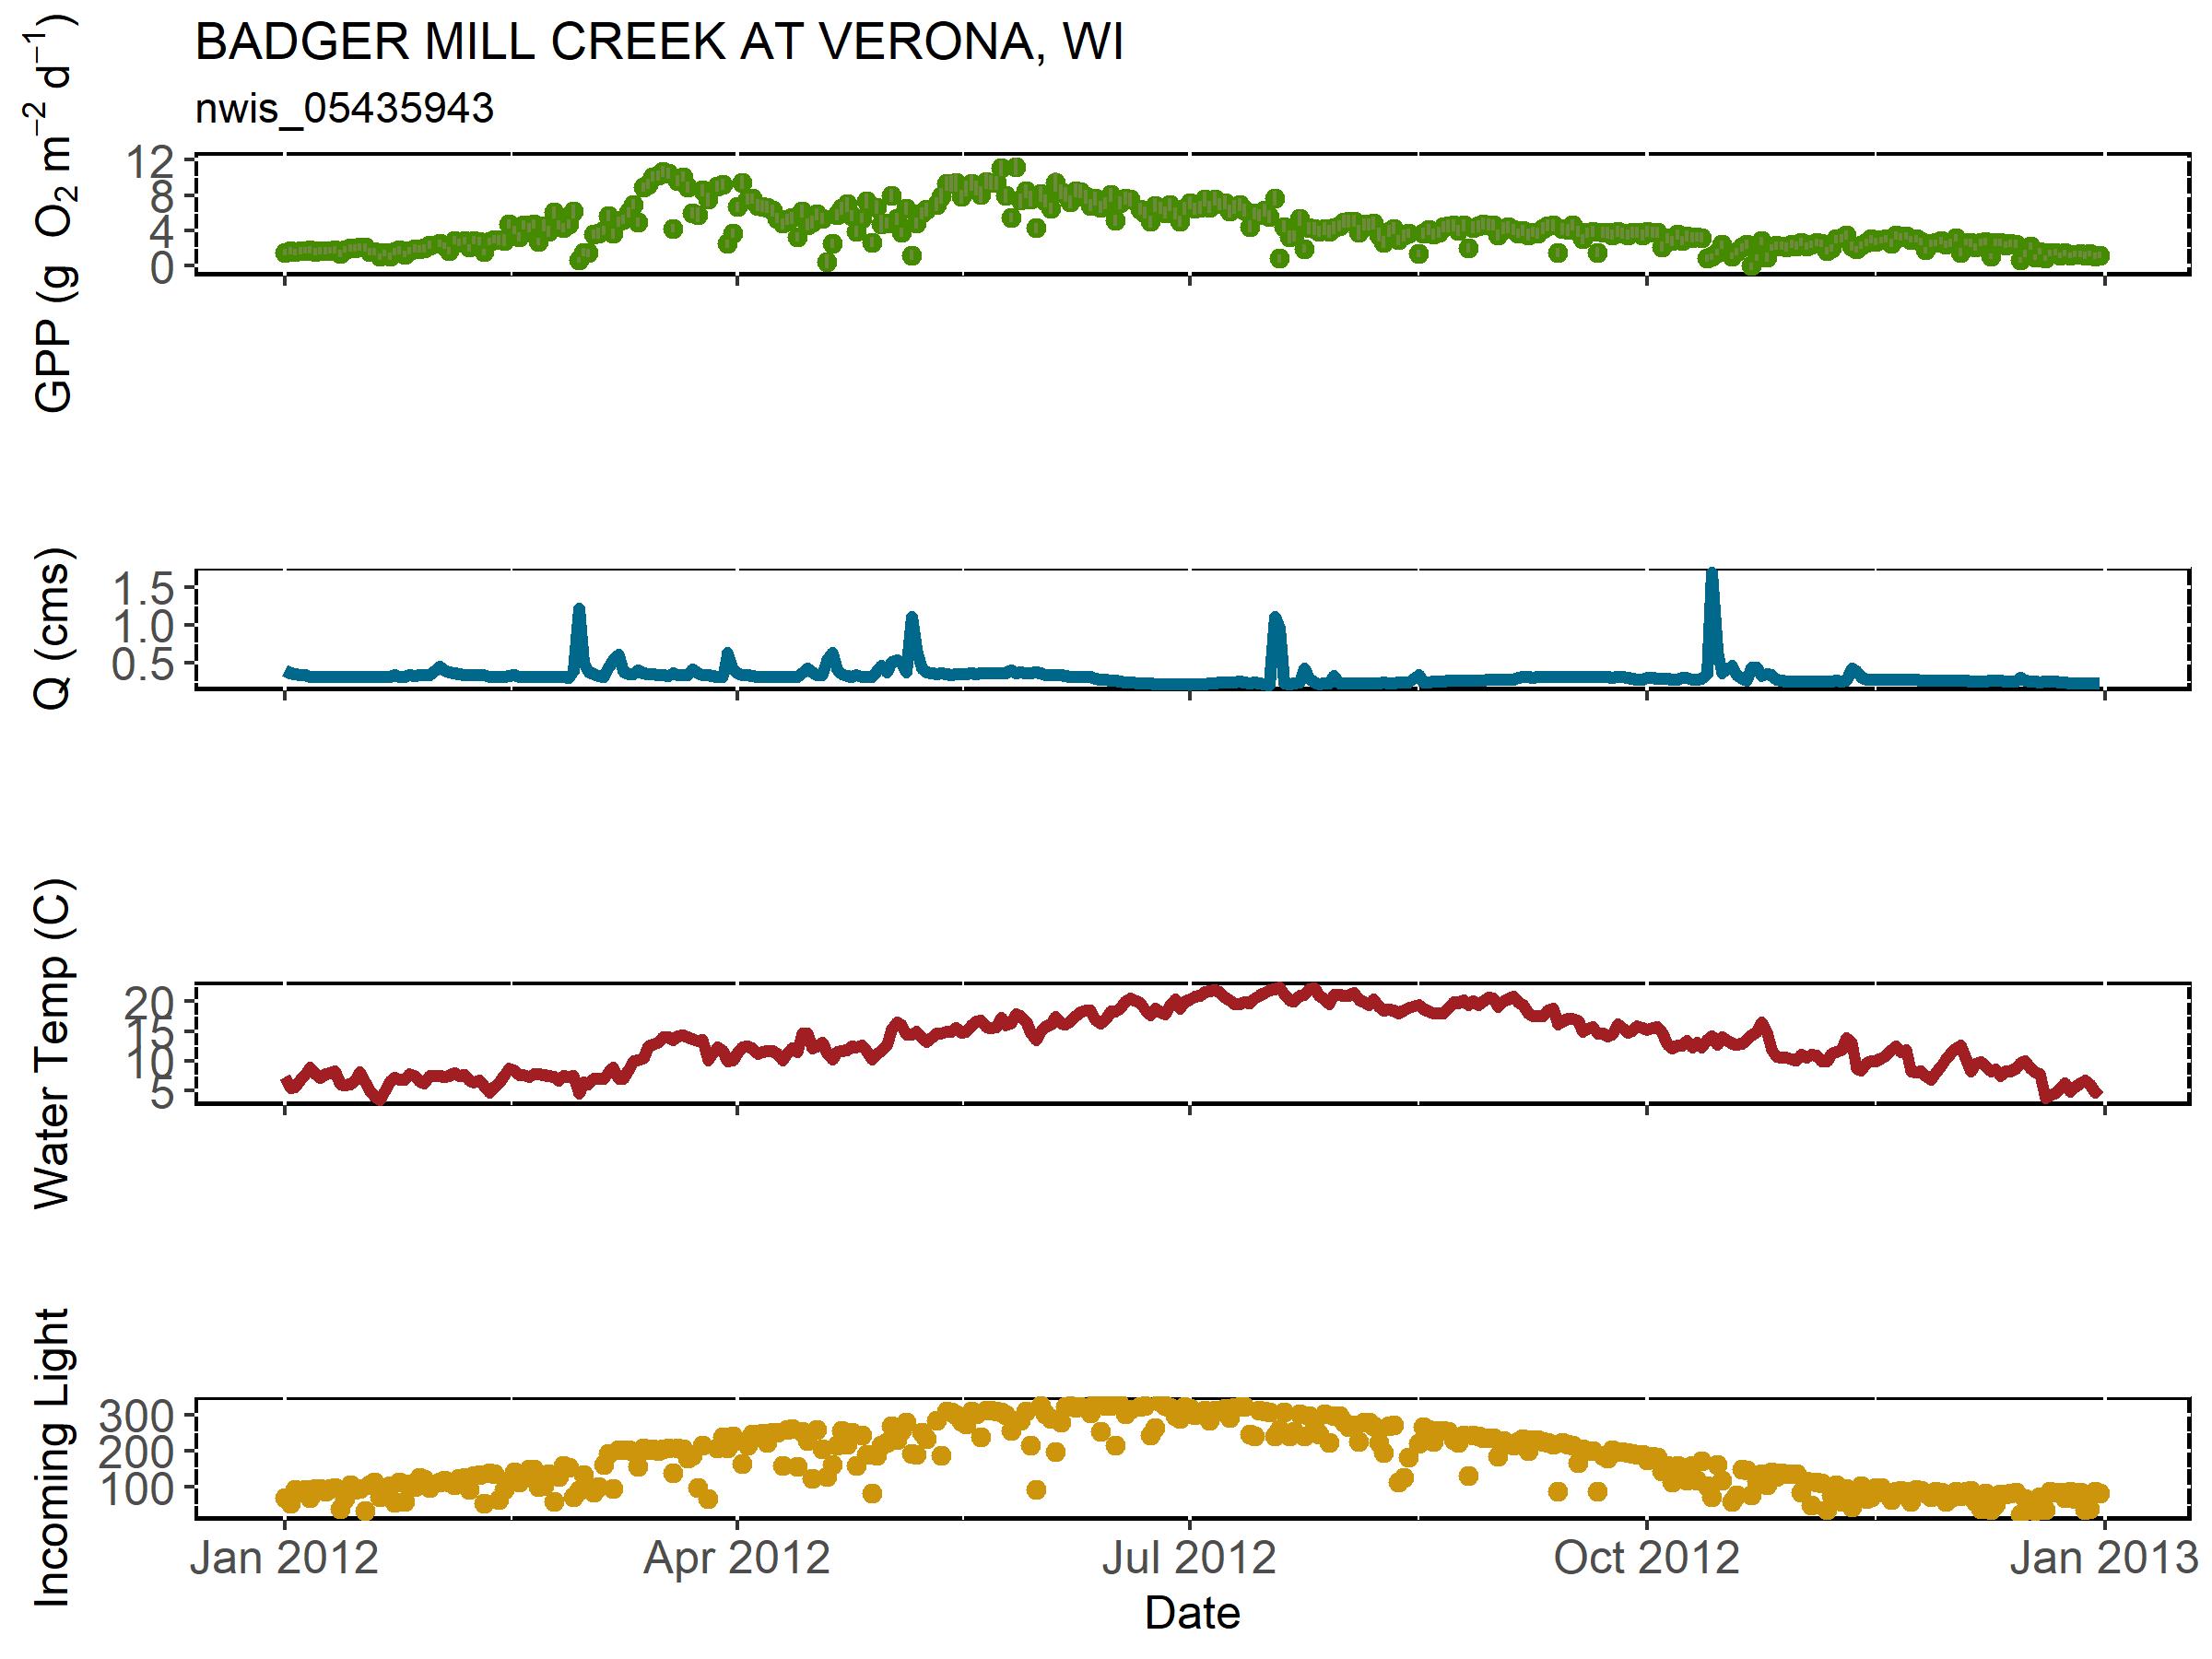 BADGER MILL CREEK AT VERONA, WI
nwis_05435943
GPP (g O₂ m⁻² d⁻¹)
12
8
4
0
Q (cms)
1.5
1.0
0.5
Water Temp (C)
20
15
10
5
Incoming Light
300
200
100
Jan 2012 Apr 2012 Jul 2012 Oct 2012 Jan 2013
Date